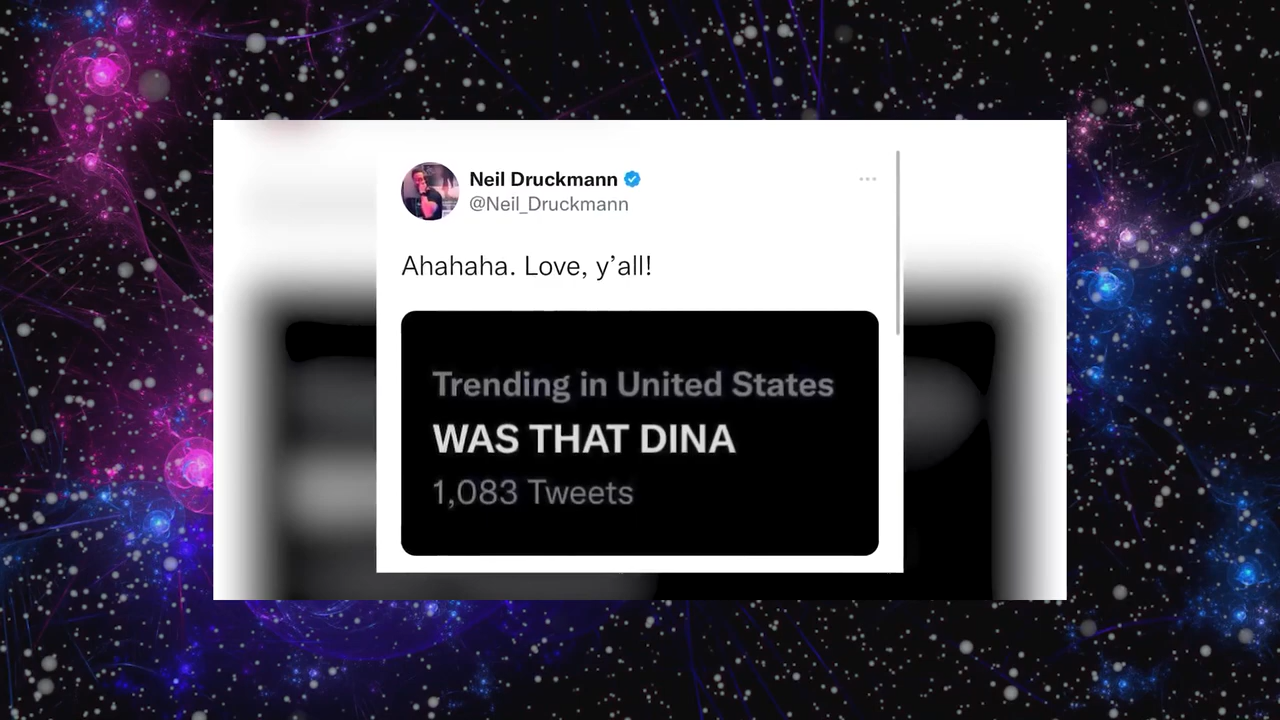 Neil Druckmann
@Neil_Druckmann
Ahahaha. Love, y’all!
Trending in United States
WAS THAT DINA
1,083 Tweets